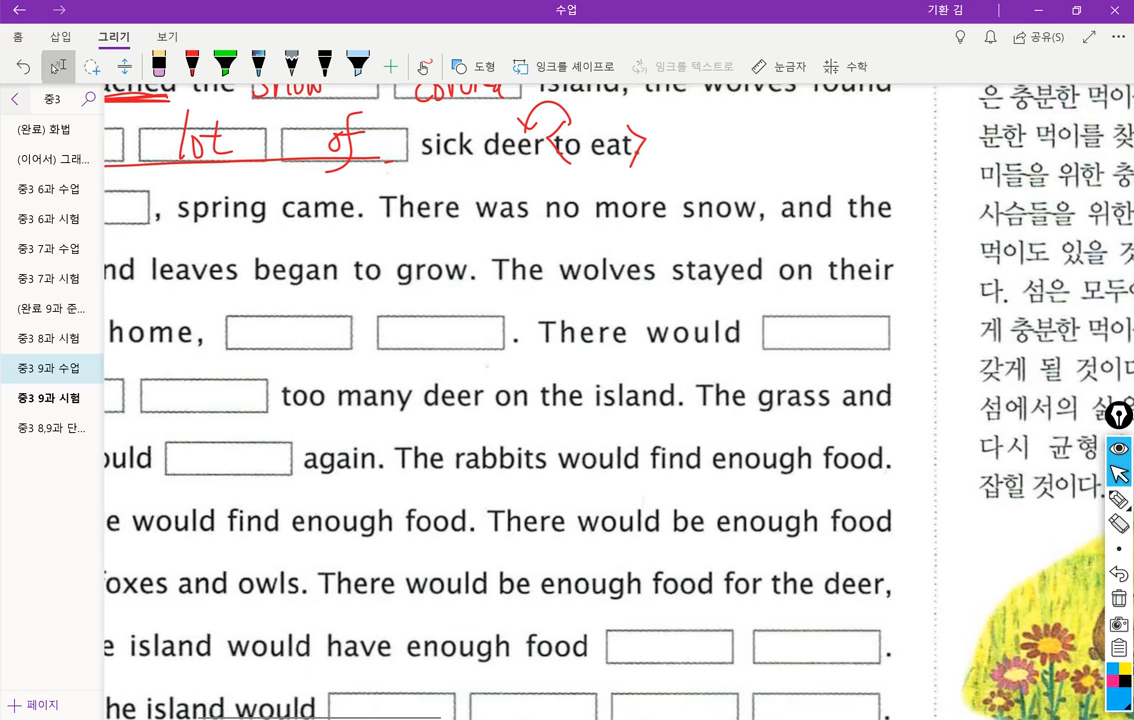 수업
기환 김
홈 삽입 그리기 보기
공유(S)
도형 잉크를 셰이프로 잉크를 텍스트로 눈금자 수학
중3
(완료) 화법
(이어서) 그래...
중3 6과 수업
중3 6과 시험
중3 7과 수업
중3 7과 시험
(완료 9과 준...
중3 8과 시험
중3 9과 수업
중3 9과 시험
중3 8,9과 단...
페이지
ached the snow island, the wolves found
lot of sick deer to eat.
, spring came. There was no more snow, and the
nd leaves began to grow. The wolves stayed on their
home, . There would
too many deer on the island. The grass and
ould again. The rabbits would find enough food.
e would find enough food. There would be enough food
foxes and owls. There would be enough food for the deer,
e island would have enough food .
he island would .
은 충분한 먹이
분한 먹이를 찾
미들을 위한 충
사슴들을 위한
먹이도 있을 것
다. 섬은 모두
게 충분한 먹이
갖게 될 것이다
섬에서의 삶
다시 균형
잡힐 것이다.